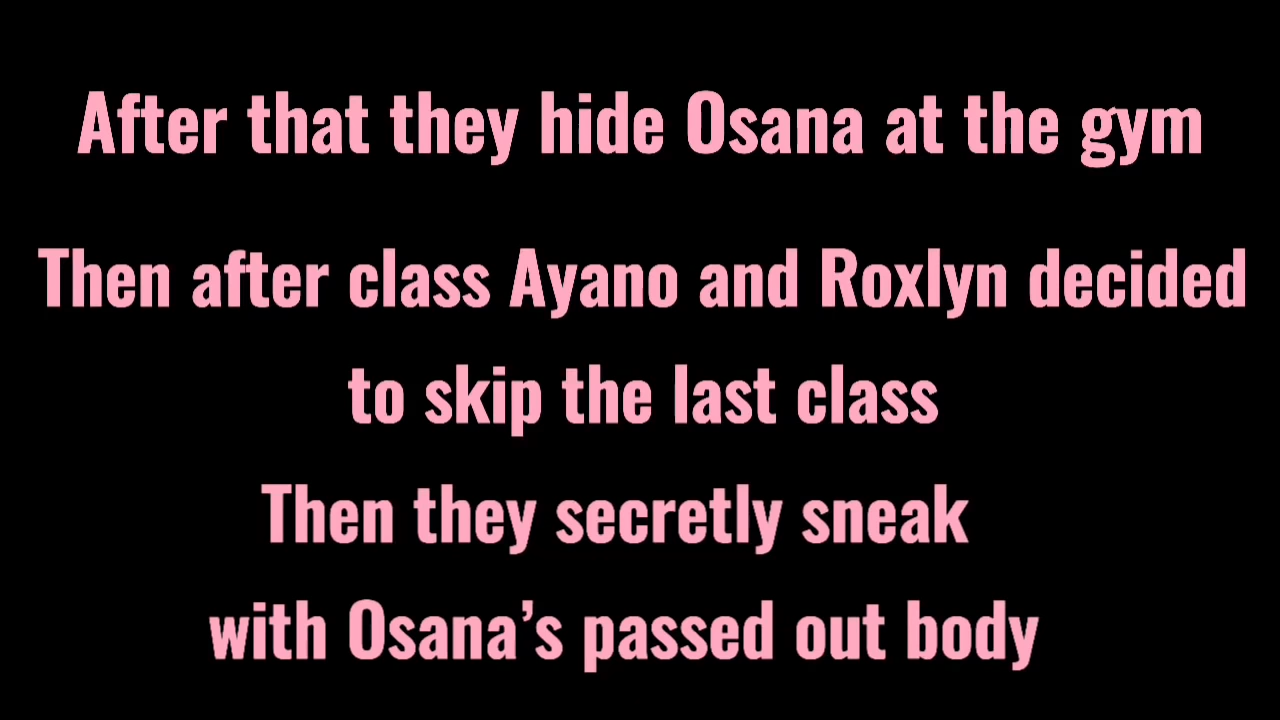 After that they hide Osana at the gym
Then after class Ayano and Roxlyn decided
to skip the last class
Then they secretly sneak
with Osana’s passed out body